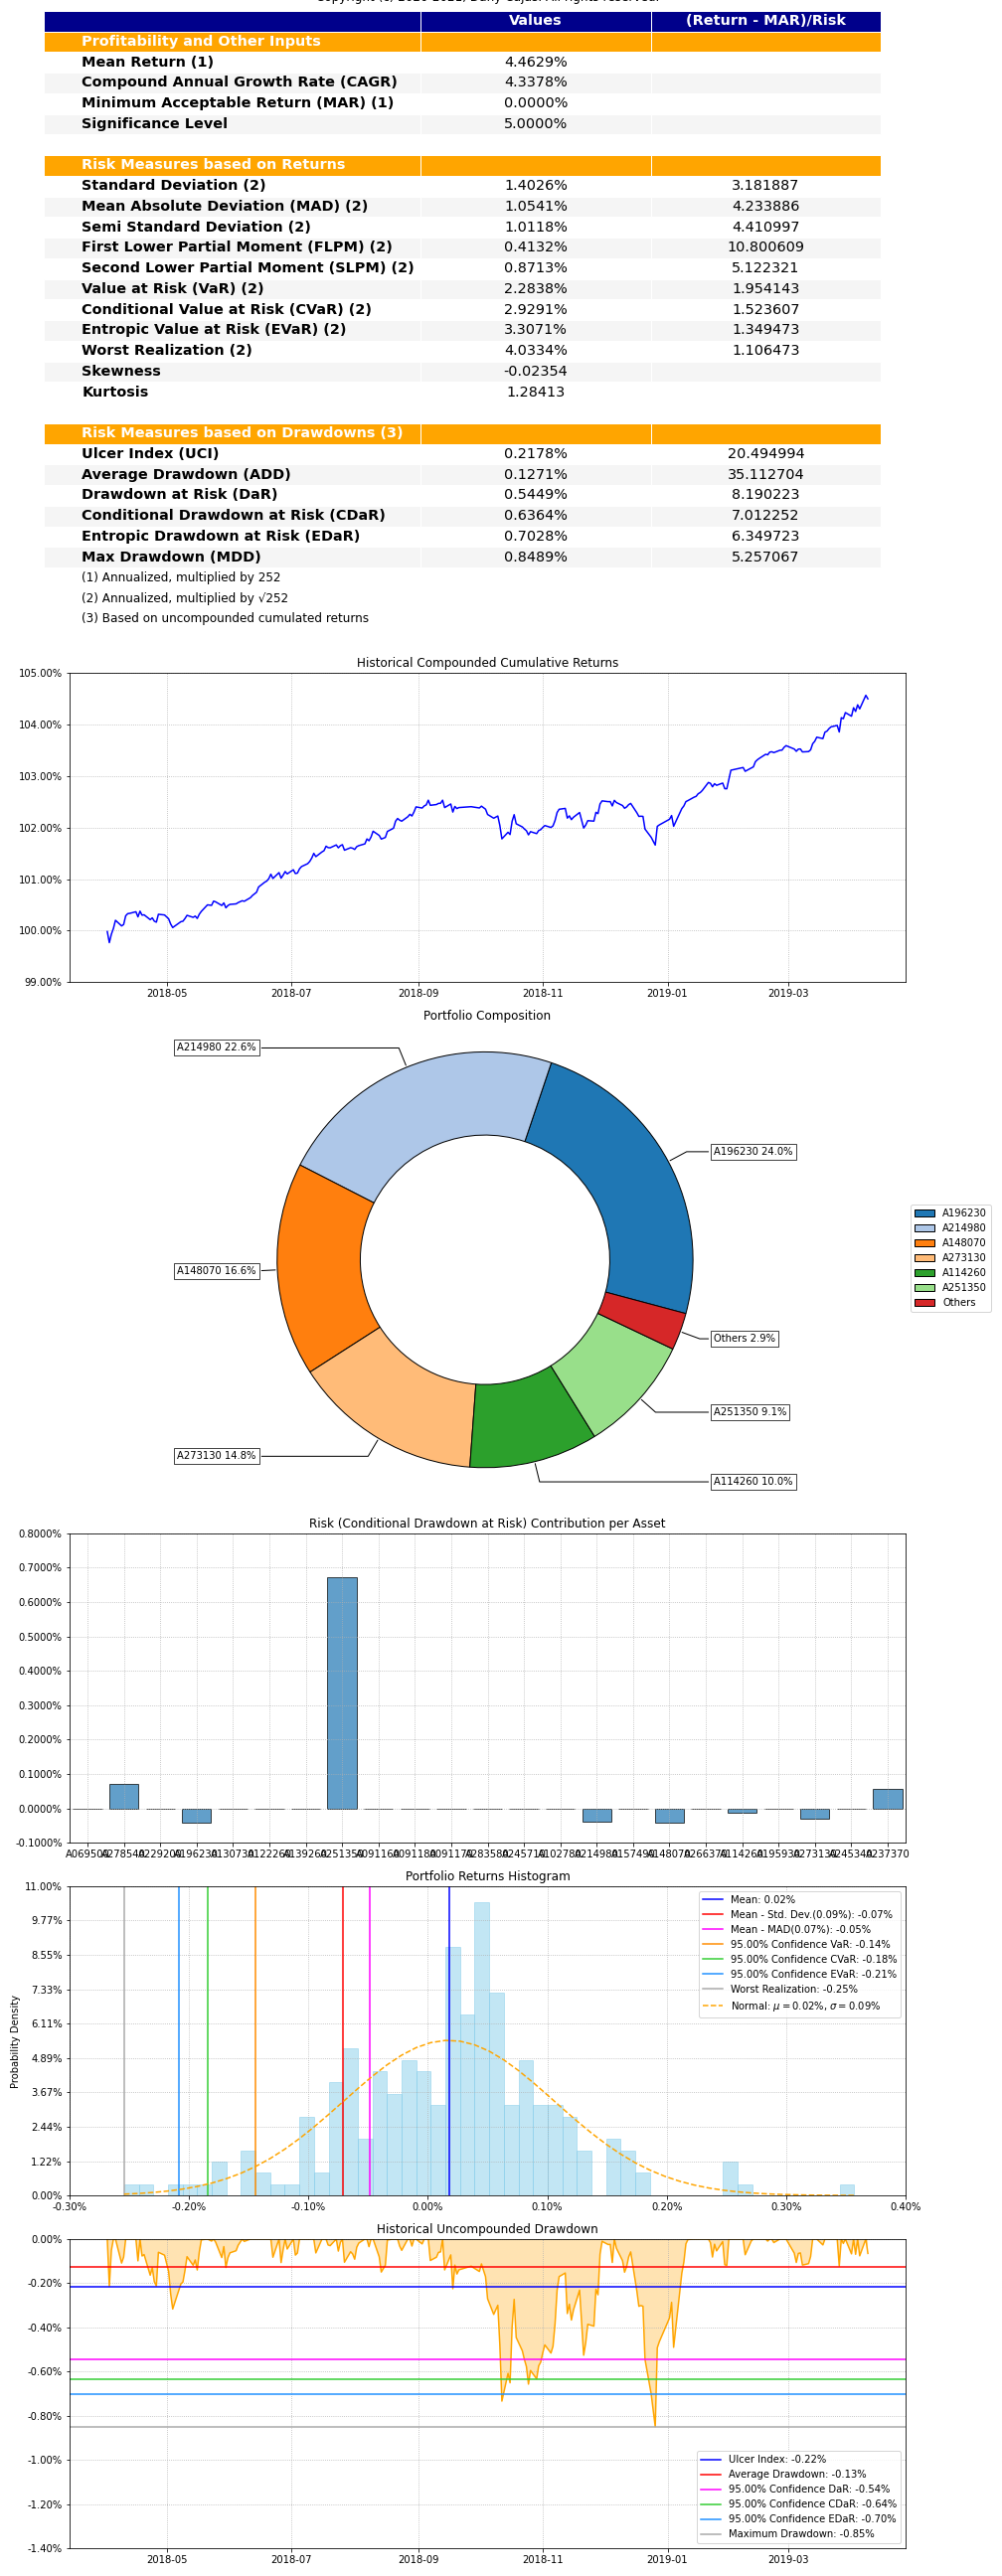 Values (Return - MAR)/Risk
Profitability and Other Inputs
Mean Return (1) 4.4629%
Compound Annual Growth Rate (CAGR) 4.3378%
Minimum Acceptable Return (MAR) (1) 0.0000%
Significance Level 5.0000%
Risk Measures based on Returns
Standard Deviation (2) 1.4026% 3.181887
Mean Absolute Deviation (MAD) (2) 1.0541% 4.233886
Semi Standard Deviation (2) 1.0118% 4.410997
First Lower Partial Moment (FLPM) (2) 0.4132% 10.800609
Second Lower Partial Moment (SLPM) (2) 0.8713% 5.122321
Value at Risk (VaR) (2) 2.2838% 1.954143
Conditional Value at Risk (CVaR) (2) 2.9291% 1.523607
Entropic Value at Risk (EVaR) (2) 3.3071% 1.349473
Worst Realization (2) 4.0334% 1.106473
Skewness -0.02354
Kurtosis 1.28413
Risk Measures based on Drawdowns (3)
Ulcer Index (UCI) 0.2178% 20.494994
Average Drawdown (ADD) 0.1271% 35.112704
Drawdown at Risk (DaR) 0.5449% 8.190223
Conditional Drawdown at Risk (CDaR) 0.6364% 7.012252
Entropic Drawdown at Risk (EDaR) 0.7028% 6.349723
Max Drawdown (MDD) 0.8489% 5.257067
(1) Annualized, multiplied by 252
(2) Annualized, multiplied by √252
(3) Based on uncompounded cumulated returns
Historical Compounded Cumulative Returns
105.00%
104.00%
103.00%
102.00%
101.00%
100.00%
99.00%
2018-05 2018-07 2018-09 2018-11 2019-01 2019-03
Portfolio Composition
A214980 22.6%
A196230 24.0%
A148070 16.6%
Others 2.9%
A251350 9.1%
A273130 14.8%
A114260 10.0%
A196230
A214980
A148070
A273130
A114260
A251350
Others
Risk (Conditional Drawdown at Risk) Contribution per Asset
0.8000%
0.7000%
0.6000%
0.5000%
0.4000%
0.3000%
0.2000%
0.1000%
0.0000%
-0.1000%
Portfolio Returns Histogram
Probability Density
11.00%
9.77%
8.55%
7.33%
6.11%
4.89%
3.67%
2.44%
1.22%
0.00%
-0.30% -0.20% -0.10% 0.00% 0.10% 0.20% 0.30% 0.40%
Mean: 0.02%
Mean - Std. Dev.(0.09%): -0.07%
Mean - MAD(0.07%): -0.05%
95.00% Confidence VaR: -0.14%
95.00% Confidence CVaR: -0.18%
95.00% Confidence EVaR: -0.21%
Worst Realization: -0.25%
Normal: μ = 0.02%, σ = 0.09%
Historical Uncompounded Drawdown
0.00%
-0.20%
-0.40%
-0.60%
-0.80%
-1.00%
-1.20%
-1.40%
2018-05 2018-07 2018-09 2018-11 2019-01 2019-03
Ulcer Index: -0.22%
Average Drawdown: -0.13%
95.00% Confidence DaR: -0.54%
95.00% Confidence CDaR: -0.64%
95.00% Confidence EDaR: -0.70%
Maximum Drawdown: -0.85%